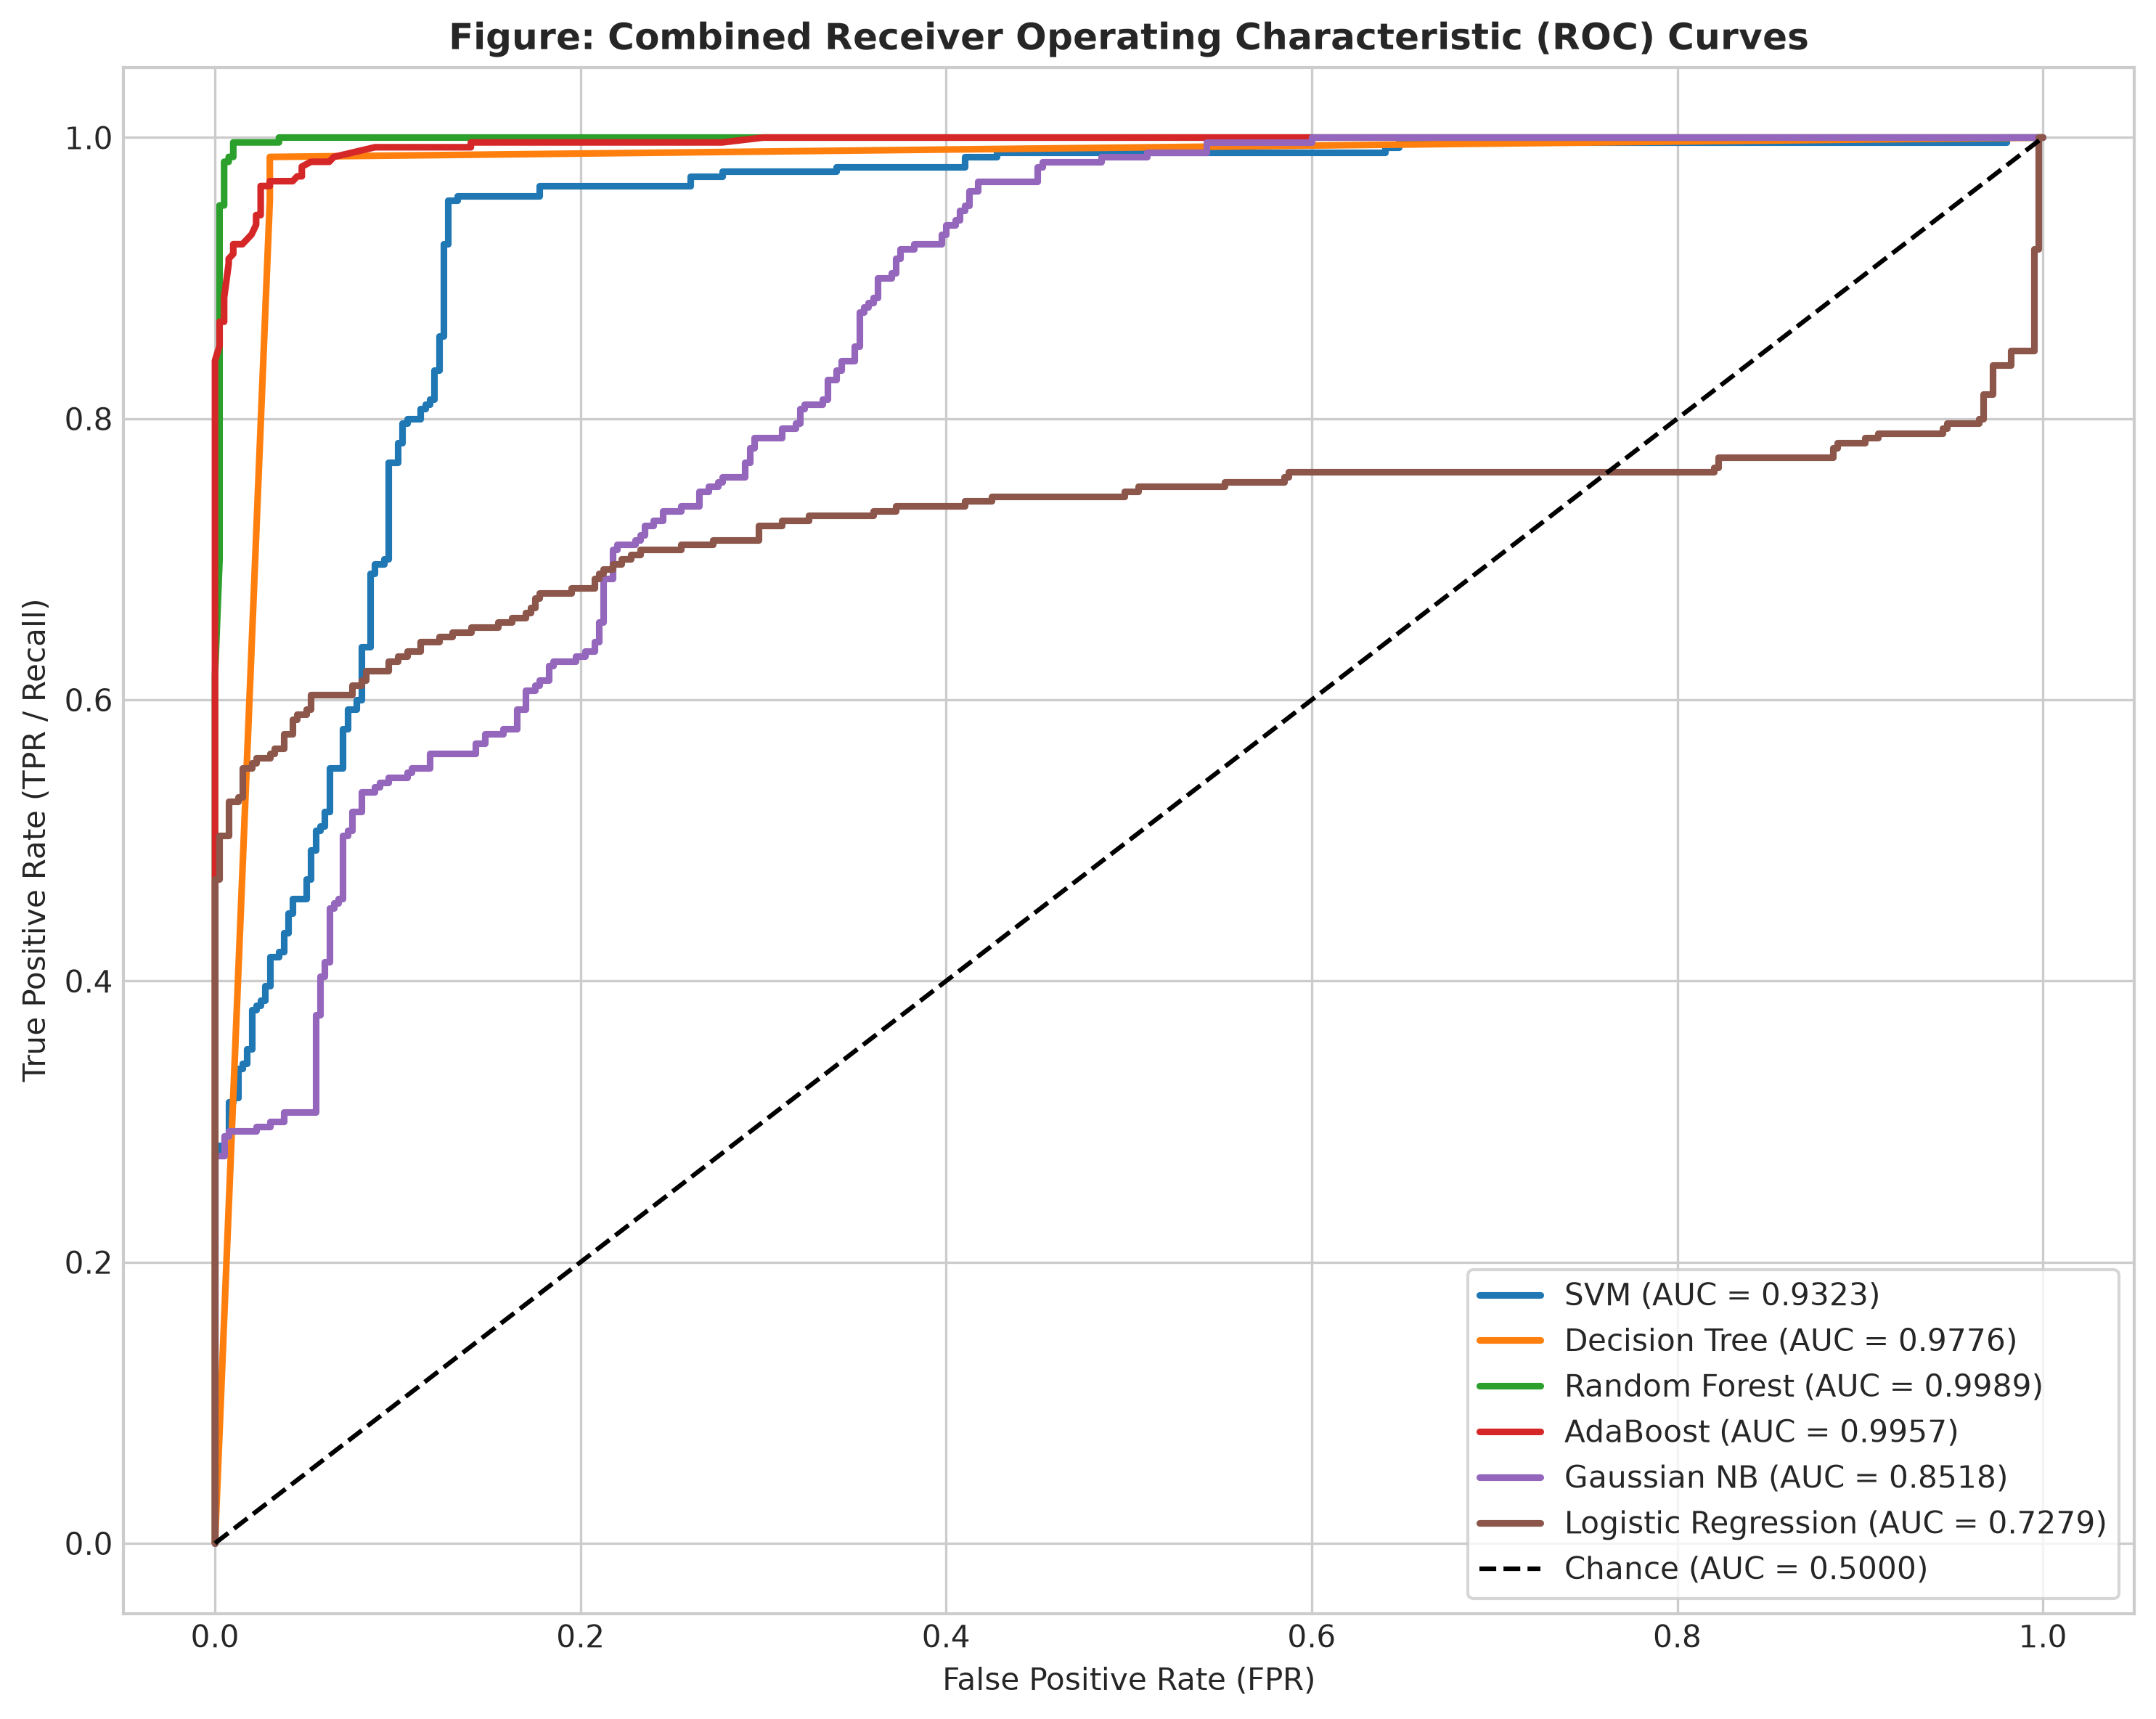 Figure: Combined Receiver Operating Characteristic (ROC) Curves
True Positive Rate (TPR / Recall)
1.0
0.8
0.6
0.4
0.2
0.0
0.0 0.2 0.4 0.6 0.8 1.0
False Positive Rate (FPR)
SVM (AUC = 0.9323)
Decision Tree (AUC = 0.9776)
Random Forest (AUC = 0.9989)
AdaBoost (AUC = 0.9957)
Gaussian NB (AUC = 0.8518)
Logistic Regression (AUC = 0.7279)
Chance (AUC = 0.5000)